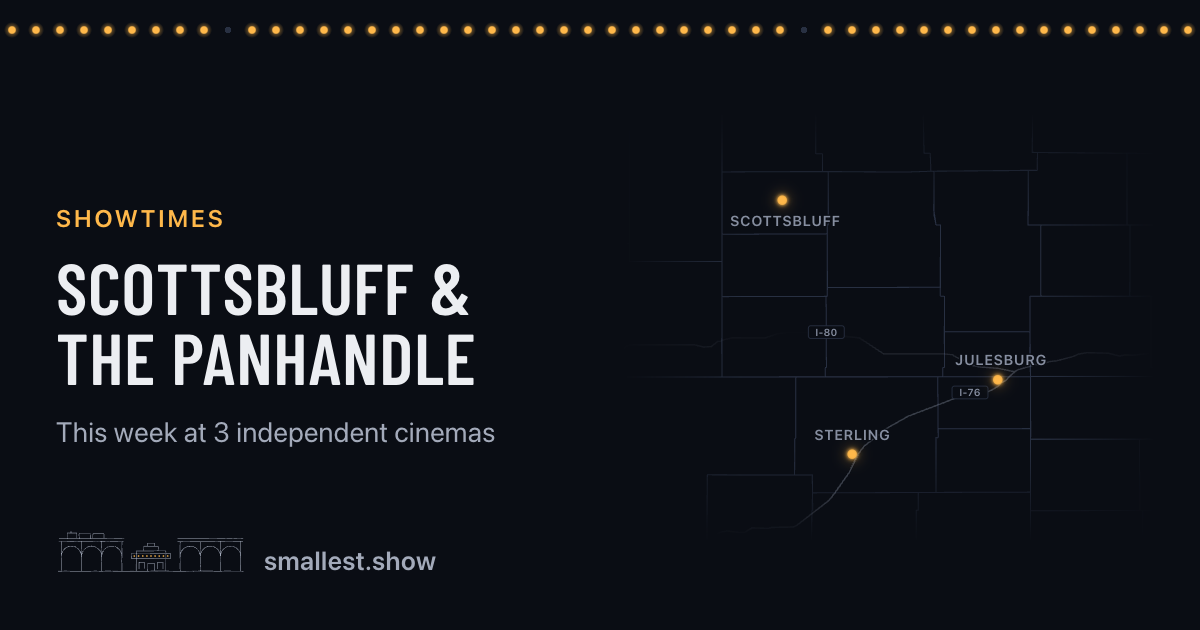 SHOWTIMES
SCOTTSBLUFF &
THE PANHANDLE
This week at 3 independent cinemas
smallest.show
SCOTTSBLUFF
I-80
JULESBURG
I-76
STERLING